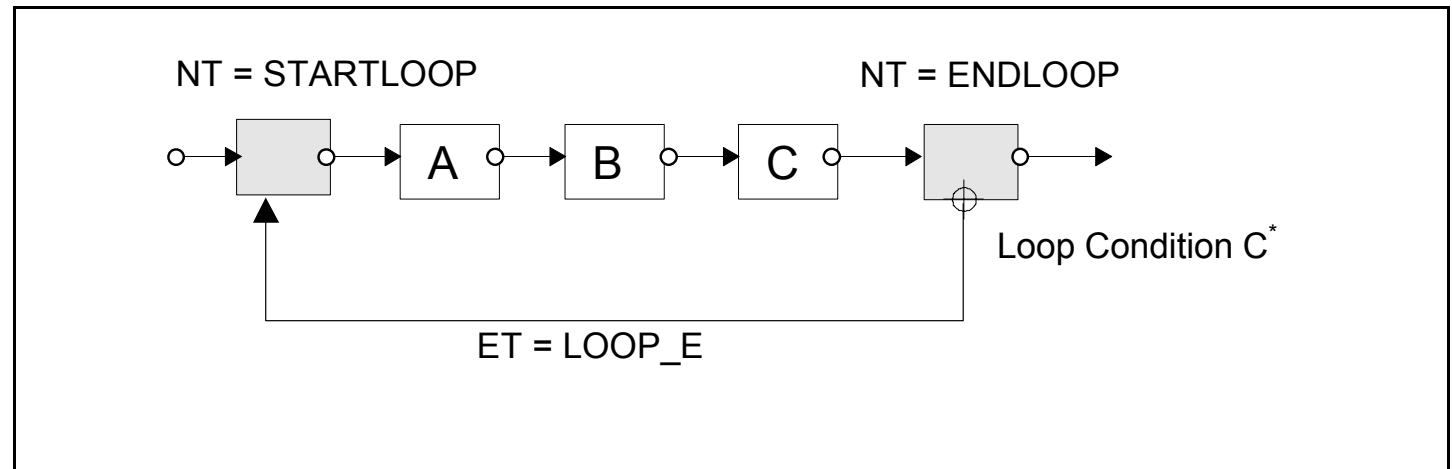 NT = STARTLOOP
NT = ENDLOOP
A
B
C
Loop Condition C*
ET = LOOP_E